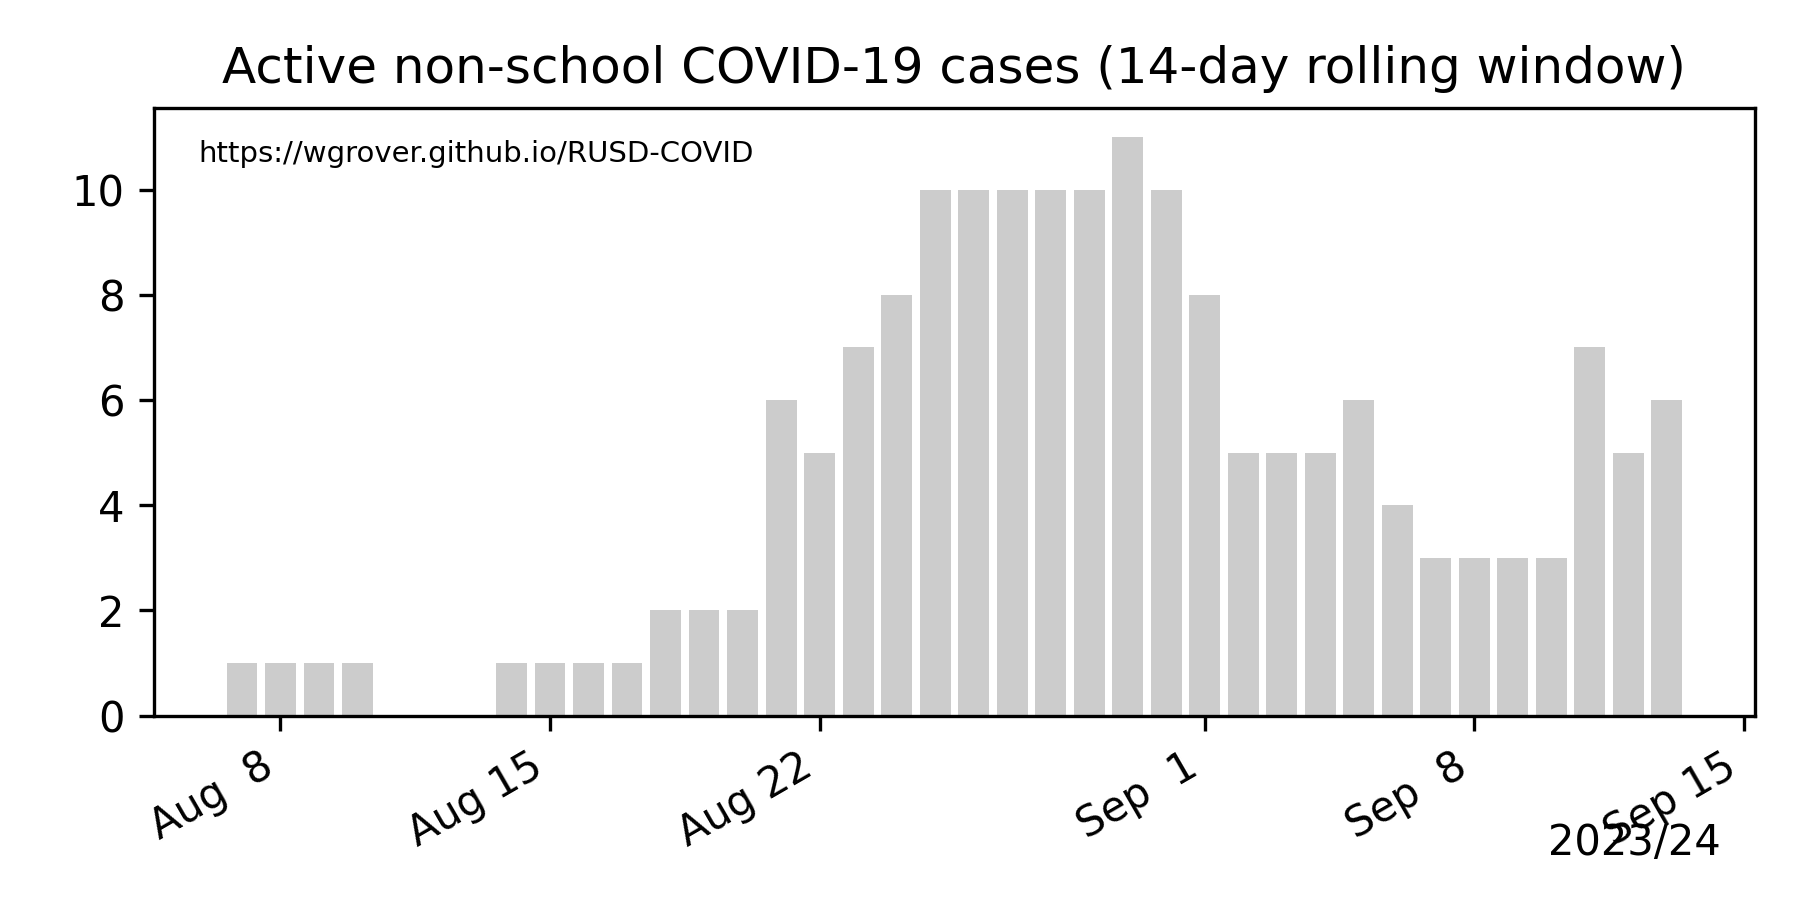 Active non-school COVID-19 cases (14-day rolling window)
https://wgrover.github.io/RUSD-COVID
10
8
6
4
2
0
Aug 8
Aug 15
Aug 22
Sep 1
Sep 8
Sep 15
2023/24